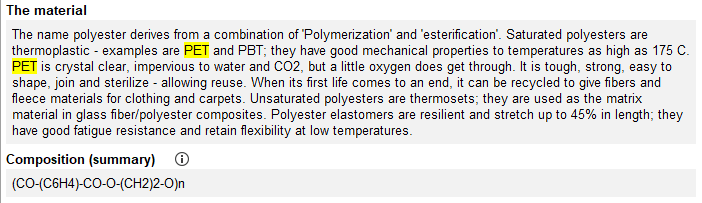 The material
The name polyester derives from a combination of 'Polymerization' and 'esterification'. Saturated polyesters are
thermoplastic - examples are PET and PBT; they have good mechanical properties to temperatures as high as 175 C.
PET is crystal clear, impervious to water and CO2, but a little oxygen does get through. It is tough, strong, easy to
shape, join and sterilize - allowing reuse. When its first life comes to an end, it can be recycled to give fibers and
fleece materials for clothing and carpets. Unsaturated polyesters are thermosets; they are used as the matrix
material in glass fiber/polyester composites. Polyester elastomers are resilient and stretch up to 45% in length; they
have good fatigue resistance and retain flexibility at low temperatures.
Composition (summary)
(CO-(C6H4)-CO-O-(CH2)2-O)n